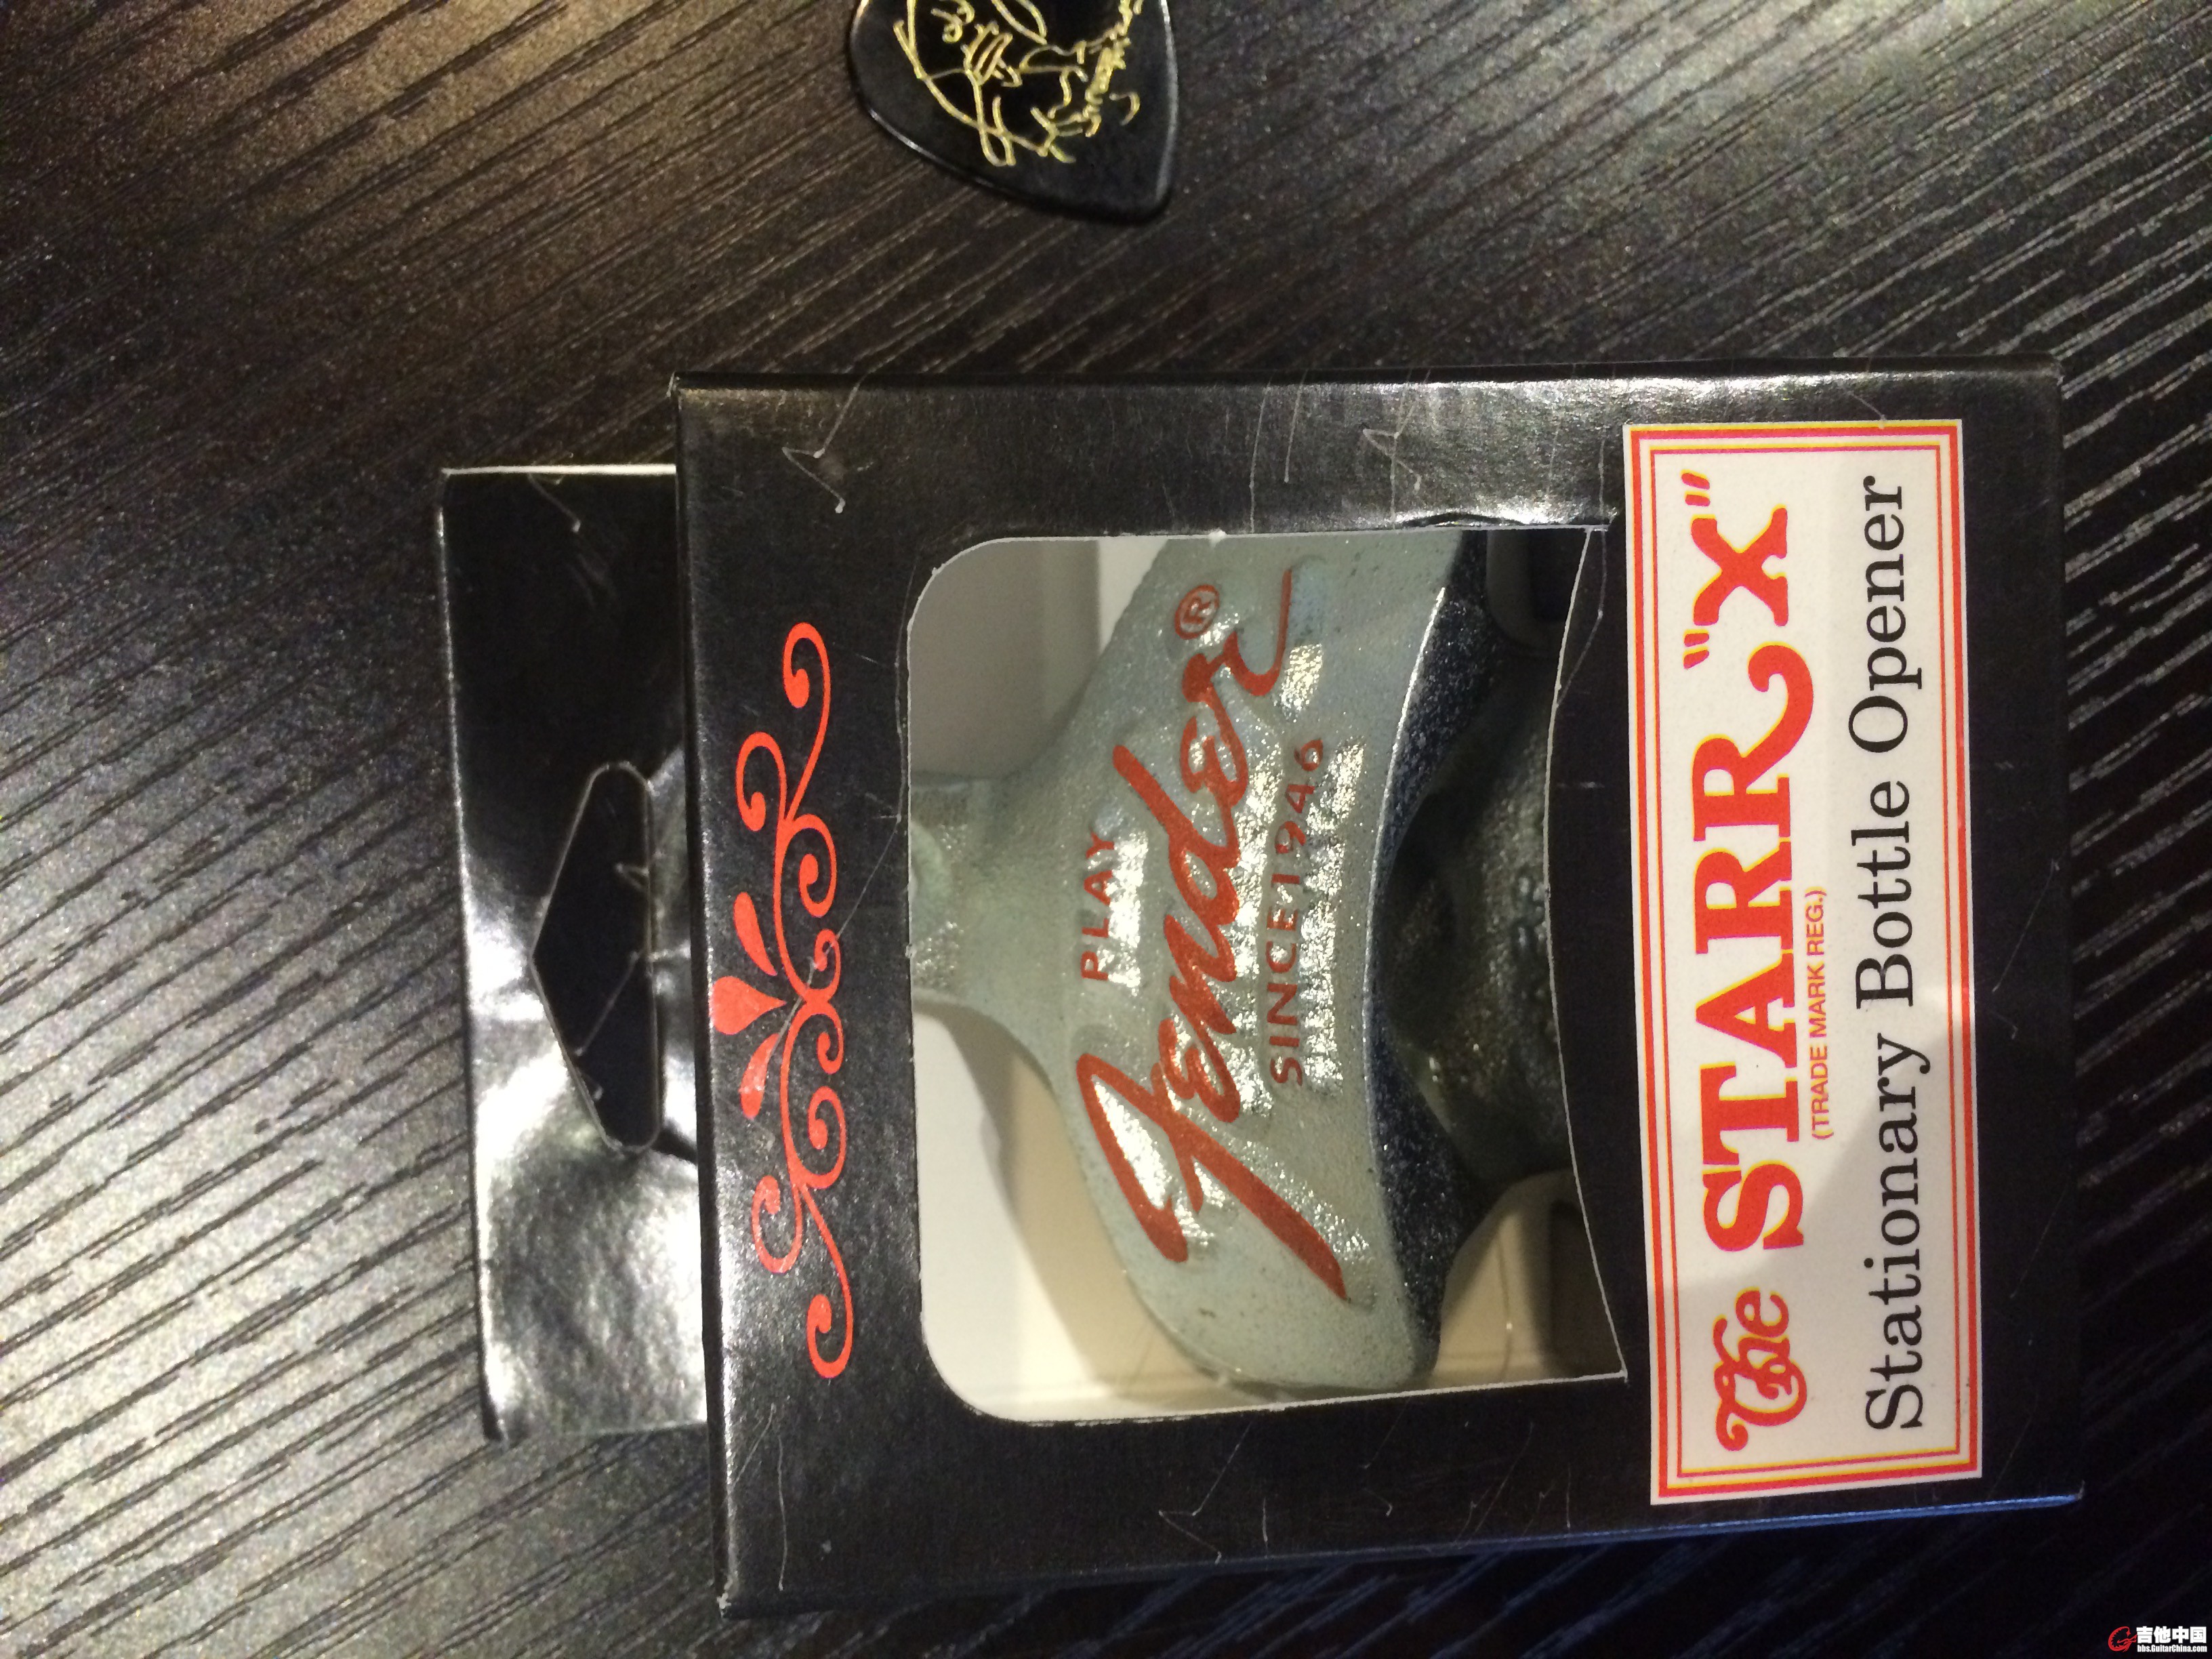 PLAY
Fender®
SINCE 1946
The STARR "X"
(TRADE MARK REG.)
Stationary Bottle Opener
吉他中国
bbs.GuitarChina.com